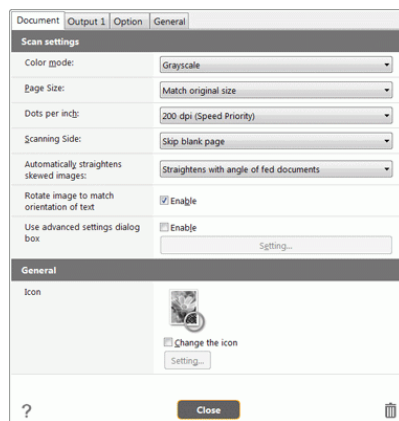 Document Output 1 Option General
Scan settings
Color mode: Grayscale
Page Size: Match original size
Dots per inch: 200 dpi (Speed Priority)
Scanning Side: Skip blank page
Automatically straightens
skewed images:
Straightens with angle of fed documents
Rotate image to match
orientation of text
Enable
Use advanced settings dialog
box
Enable
Setting...
General
Icon
Change the icon
Setting...
? Close